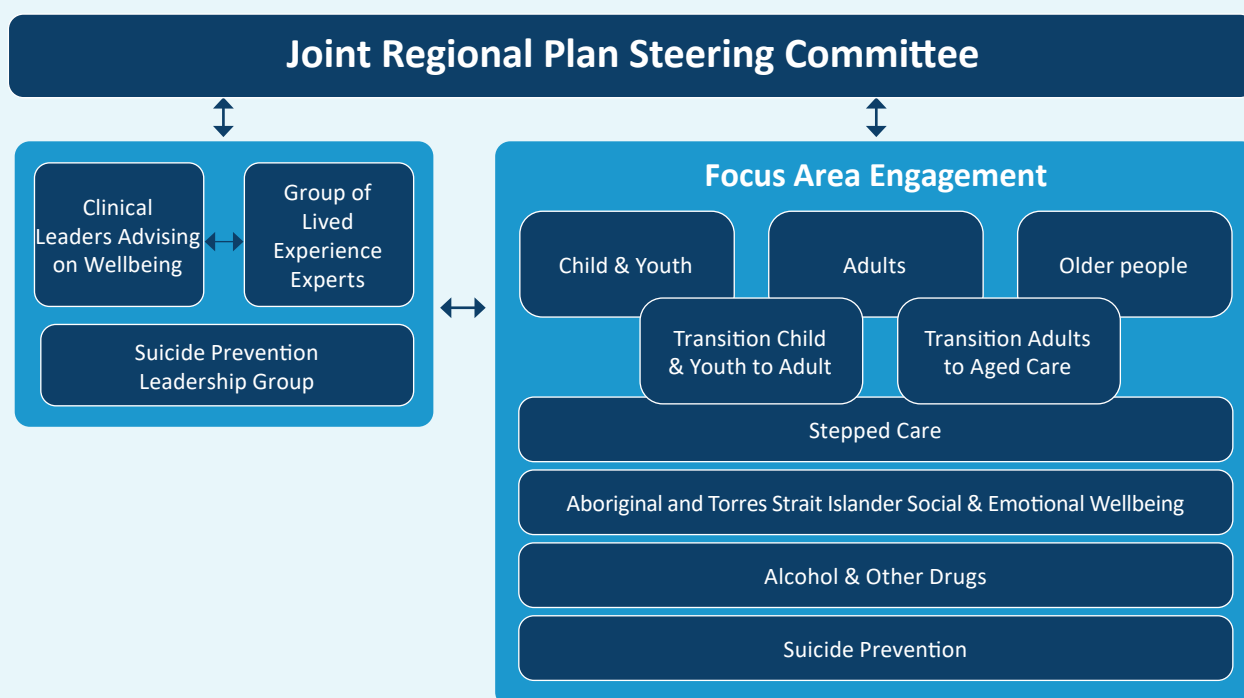 Joint Regional Plan Steering Committee
Clinical
Leaders Advising
on Wellbeing
Group of
Lived
Experience
Experts
Suicide Prevention
Leadership Group
Focus Area Engagement
Child & Youth
Adults
Older people
Transition Child
& Youth to Adult
Transition Adults
to Aged Care
Stepped Care
Aboriginal and Torres Strait Islander Social & Emotional Wellbeing
Alcohol & Other Drugs
Suicide Prevention